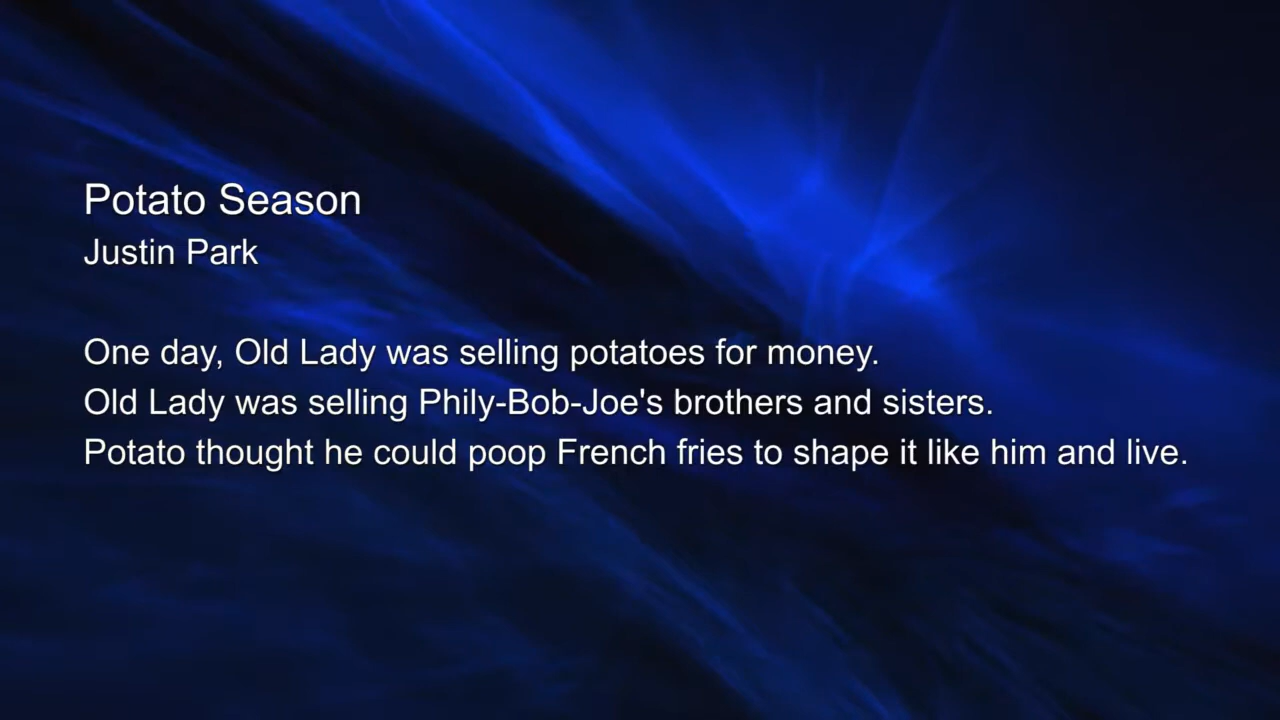 Potato Season
Justin Park
One day, Old Lady was selling potatoes for money.
Old Lady was selling Phily-Bob-Joe's brothers and sisters.
Potato thought he could poop French fries to shape it like him and live.